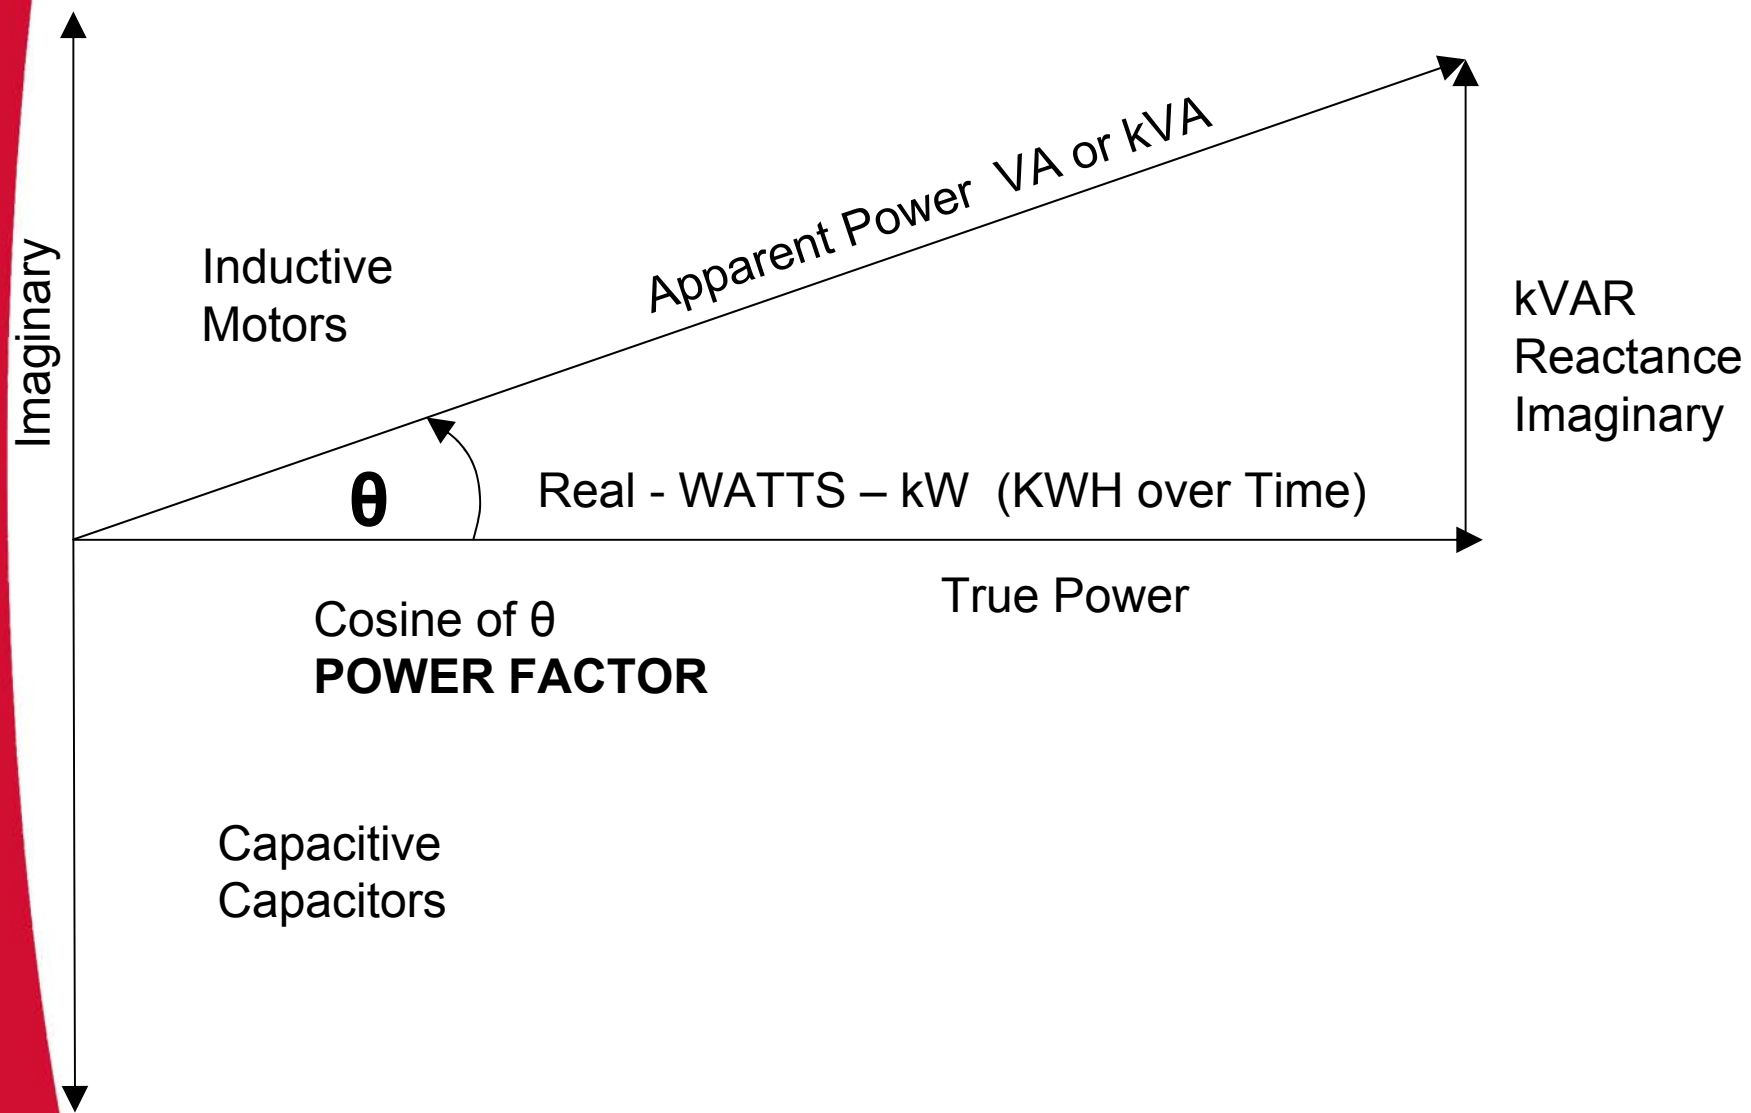 Imaginary
Inductive
Motors
Apparent Power  VA or kVA
kVAR
Reactance
Imaginary
θ
Real - WATTS – kW  (KWH over Time)
True Power
Cosine of θ
POWER FACTOR
Capacitive
Capacitors